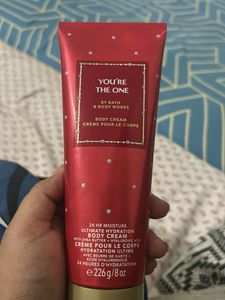 YOU'RE
THE ONE
BY BATH
& BODY WORKS
BODY CREAM
CRÈME POUR LE CORPS
24 HR MOISTURE
ULTIMATE HYDRATION
BODY CREAM
WITH SHEA BUTTER + HYALURONIC ACID
CRÈME POUR LE CORPS
HYDRATATION ULTIME
AVEC BEURRE DE KARITÉ +
ACIDE HYALURONIQUE
24 HEURES D'HYDRATATION
e 226 g/8 oz